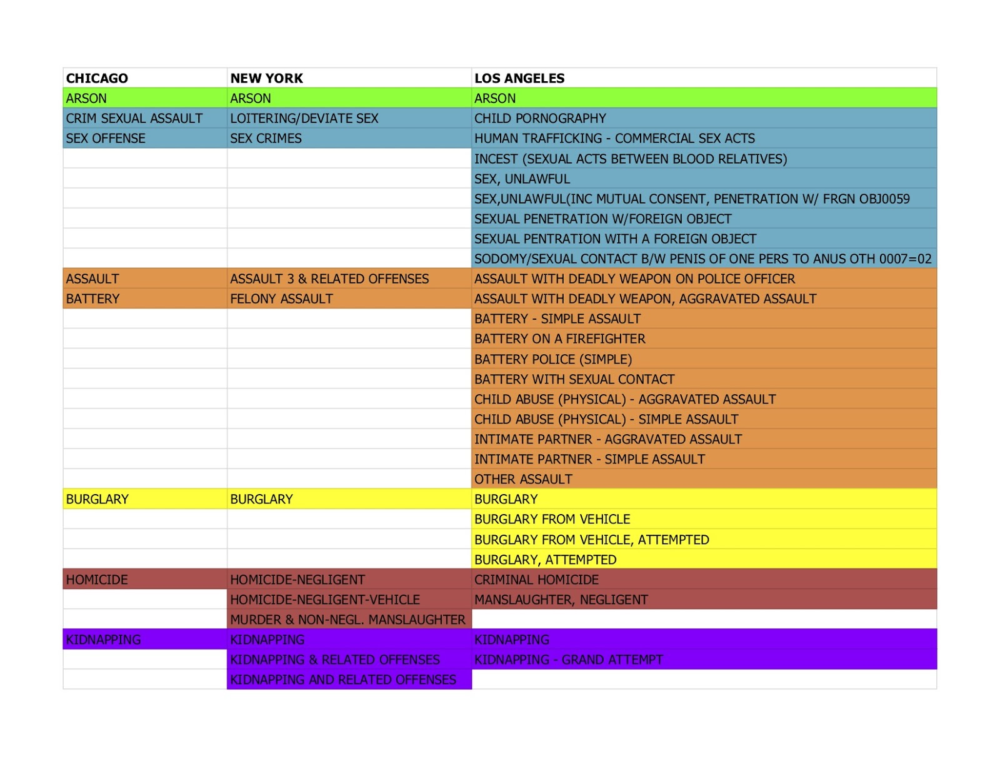 CHICAGO NEW YORK LOS ANGELES
ARSON ARSON ARSON
CRIM SEXUAL ASSAULT LOITERING/DEVIATE SEX CHILD PORNOGRAPHY
SEX OFFENSE SEX CRIMES HUMAN TRAFFICKING - COMMERCIAL SEX ACTS
INCEST (SEXUAL ACTS BETWEEN BLOOD RELATIVES)
SEX, UNLAWFUL
SEX,UNLAWFUL(INC MUTUAL CONSENT, PENETRATION W/ FRGN OBJ0059
SEXUAL PENETRATION W/FOREIGN OBJECT
SEXUAL PENTRATION WITH A FOREIGN OBJECT
SODOMY/SEXUAL CONTACT B/W PENIS OF ONE PERS TO ANUS OTH 0007=02
ASSAULT ASSAULT 3 & RELATED OFFENSES ASSAULT WITH DEADLY WEAPON ON POLICE OFFICER
BATTERY FELONY ASSAULT ASSAULT WITH DEADLY WEAPON, AGGRAVATED ASSAULT
BATTERY - SIMPLE ASSAULT
BATTERY ON A FIREFIGHTER
BATTERY POLICE (SIMPLE)
BATTERY WITH SEXUAL CONTACT
CHILD ABUSE (PHYSICAL) - AGGRAVATED ASSAULT
CHILD ABUSE (PHYSICAL) - SIMPLE ASSAULT
INTIMATE PARTNER - AGGRAVATED ASSAULT
INTIMATE PARTNER - SIMPLE ASSAULT
OTHER ASSAULT
BURGLARY BURGLARY BURGLARY
BURGLARY FROM VEHICLE
BURGLARY FROM VEHICLE, ATTEMPTED
BURGLARY, ATTEMPTED
HOMICIDE HOMICIDE-NEGLIGENT CRIMINAL HOMICIDE
HOMICIDE-NEGLIGENT-VEHICLE MANSLAUGHTER, NEGLIGENT
MURDER & NON-NEGL. MANSLAUGHTER
KIDNAPPING KIDNAPPING KIDNAPPING
KIDNAPPING & RELATED OFFENSES KIDNAPPING - GRAND ATTEMPT
KIDNAPPING AND RELATED OFFENSES